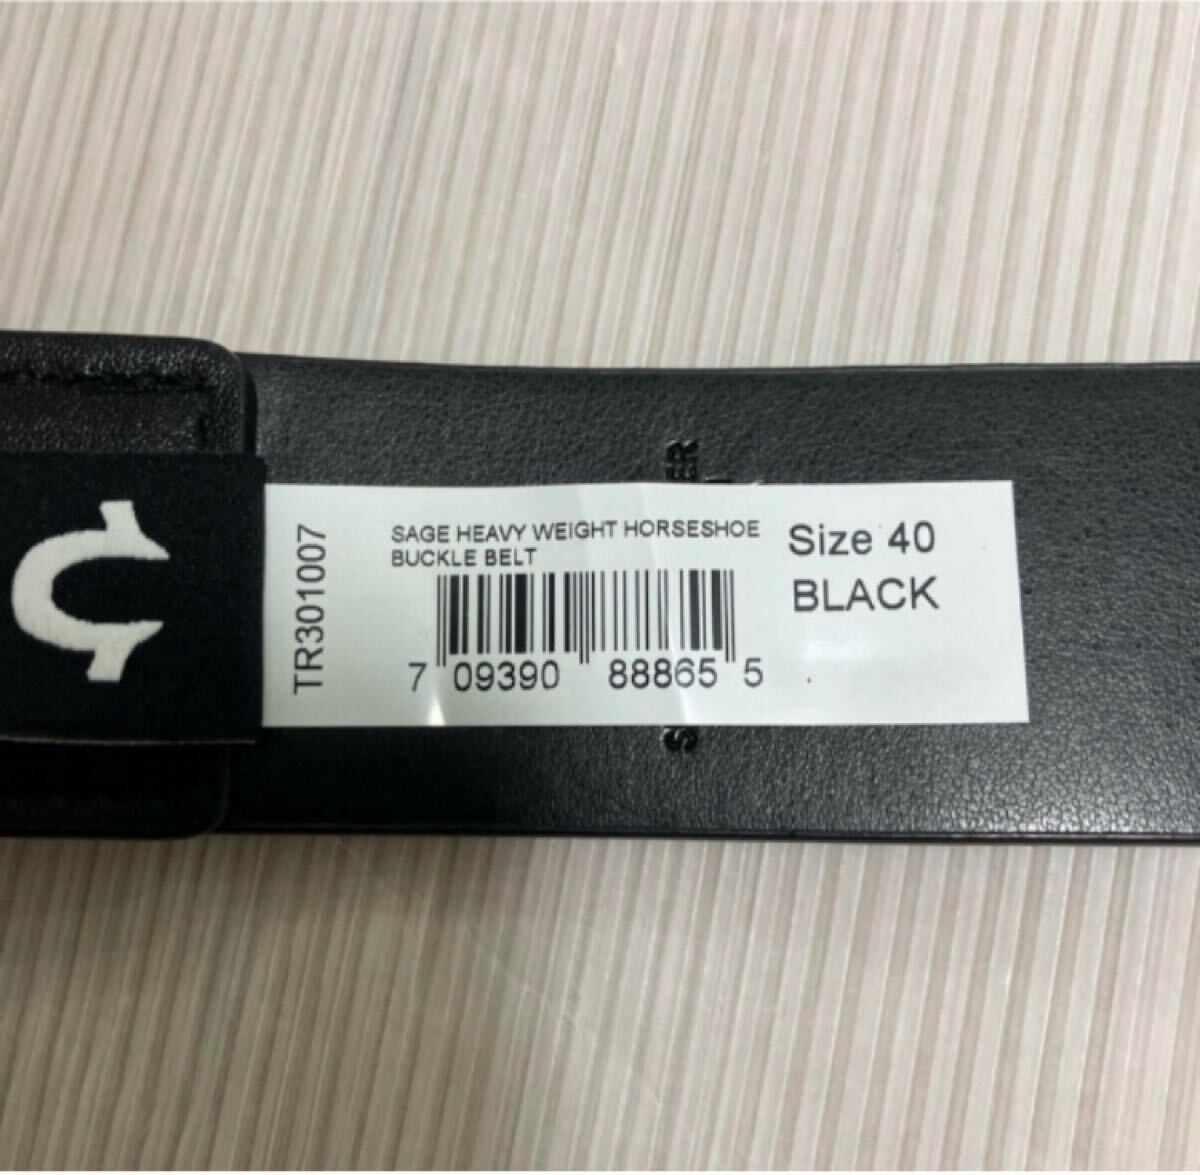 TR301007
SAGE HEAVY WEIGHT HORSESHOE
BUCKLE BELT
7 09390 88865 5
Size 40
BLACK